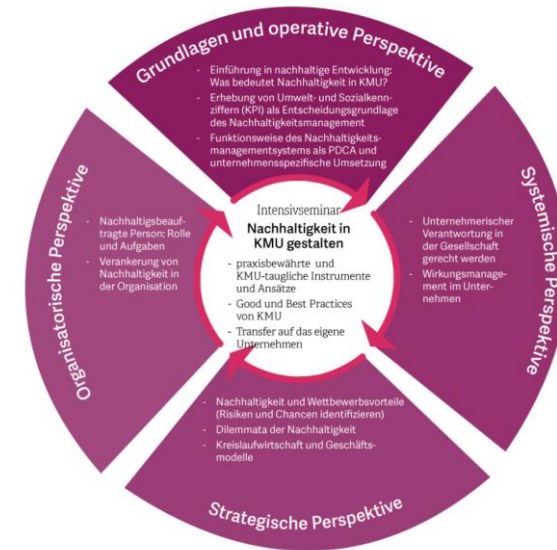 Grundlagen und operative Perspektive
- Einführung in nachhaltige Entwicklung:
Was bedeutet Nachhaltigkeit in KMU?
- Erhebung von Umwelt- und Sozialkenn-
ziffern (KPI) als Entscheidungsgrundlage
des Nachhaltigkeitsmanagement
- Funktionsweise des Nachhaltigkeits-
managementsystems als PDCA und
unternehmensspezifische Umsetzung
Systemische Perspektive
- Unternehmerischer
Verantwortung in
der Gesellschaft
gerecht werden
- Wirkungsmanage-
ment im Unter-
nehmen
Strategische Perspektive
- Nachhaltigkeit und Wettbewerbsvorteile
(Risiken und Chancen identifizieren)
- Dilemmata der Nachhaltigkeit
- Kreislaufwirtschaft und Geschäfts-
modelle
Organisatorische Perspektive
- Nachhaltigsbeauf-
tragte Person: Rolle
und Aufgaben
- Verankerung von
Nachhaltigkeit in
der Organisation
Intensivseminar
Nachhaltigkeit in
KMU gestalten
- praxisbewährte und
KMU-taugliche Instrumente
und Ansätze
- Good und Best Practices
von KMU
- Transfer auf das eigene
Unternehmen